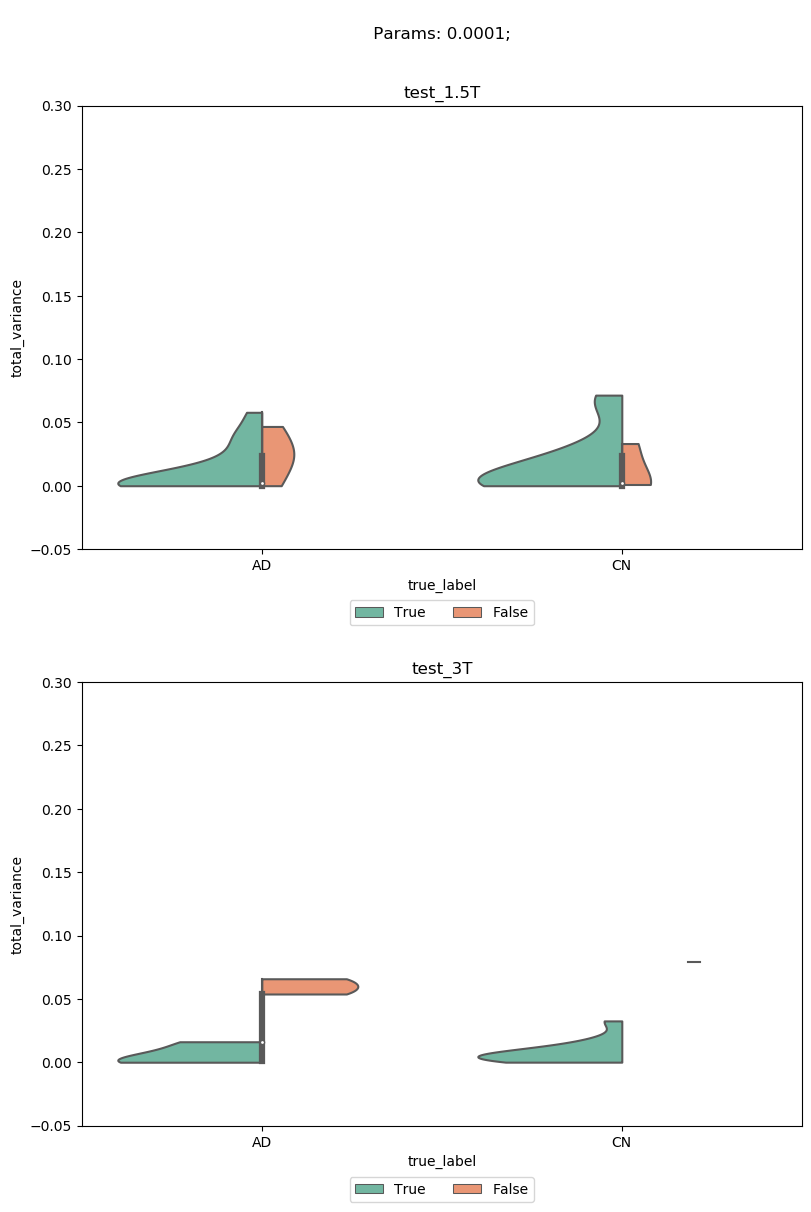 Params: 0.0001;
test_1.5T
0.30
0.25
0.20
0.15
0.10
0.05
0.00
−0.05
total_variance
AD CN
true_label
True False
test_3T
0.30
0.25
0.20
0.15
0.10
0.05
0.00
−0.05
total_variance
AD CN
true_label
True False